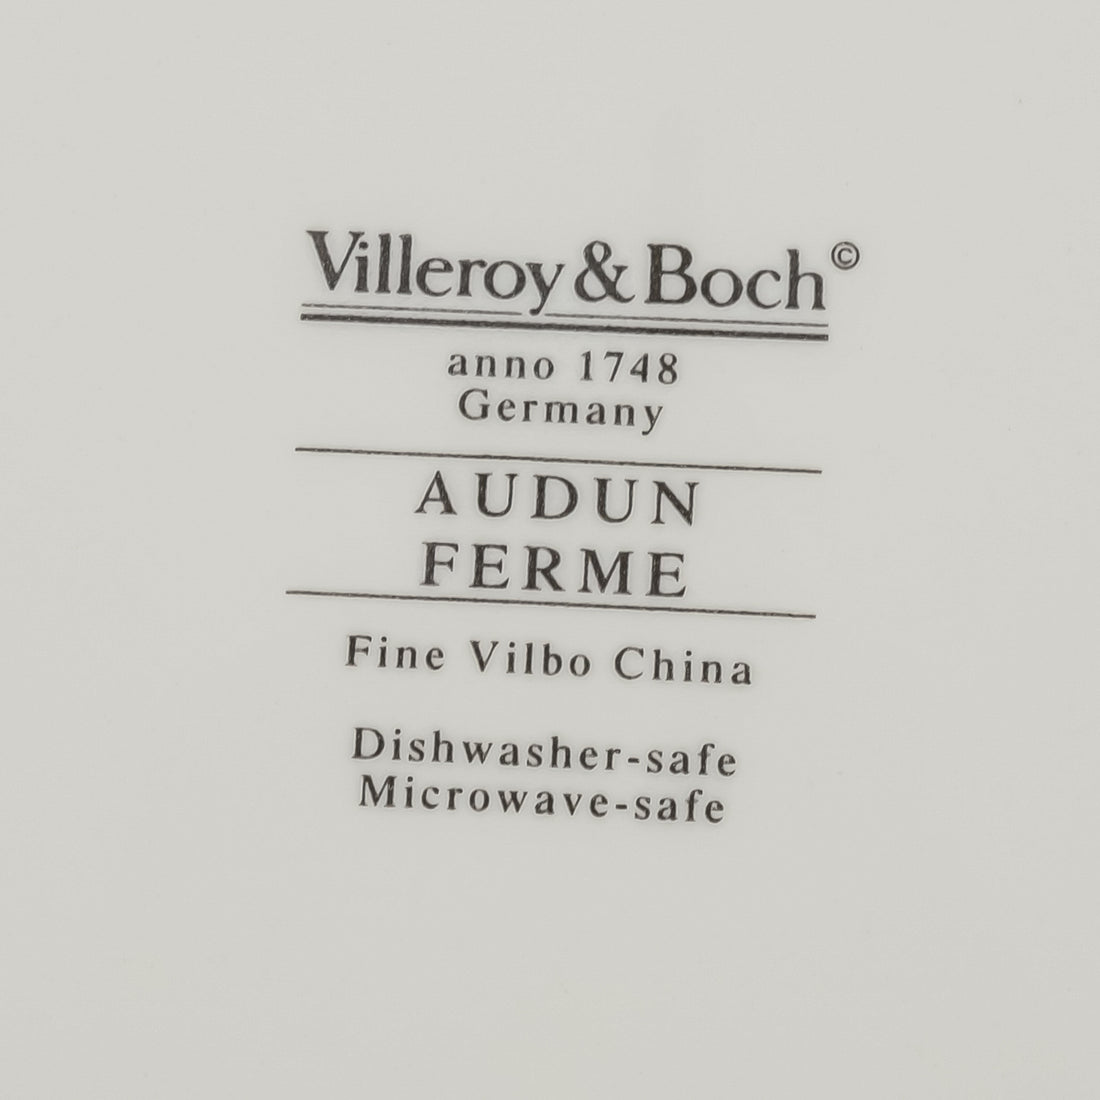 Villeroy & Boch ©
anno 1748
Germany
AUDUN
FERME
Fine Vilbo China
Dishwasher-safe
Microwave-safe